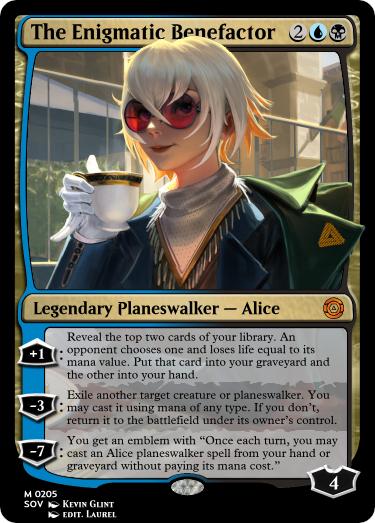 The Enigmatic Benefactor 2
Legendary Planeswalker — Alice
+1: Reveal the top two cards of your library. An
opponent chooses one and loses life equal to its
mana value. Put that card into your graveyard and
the other into your hand.
-3: Exile another target creature or planeswalker. You
may cast it using mana of any type. If you don't,
return it to the battlefield under its owner's control.
-7: You get an emblem with “Once each turn, you may
cast an Alice planeswalker spell from your hand or
graveyard without paying its mana cost.”
4
M 0205
SOV Kevin Glint
edit. Laurel